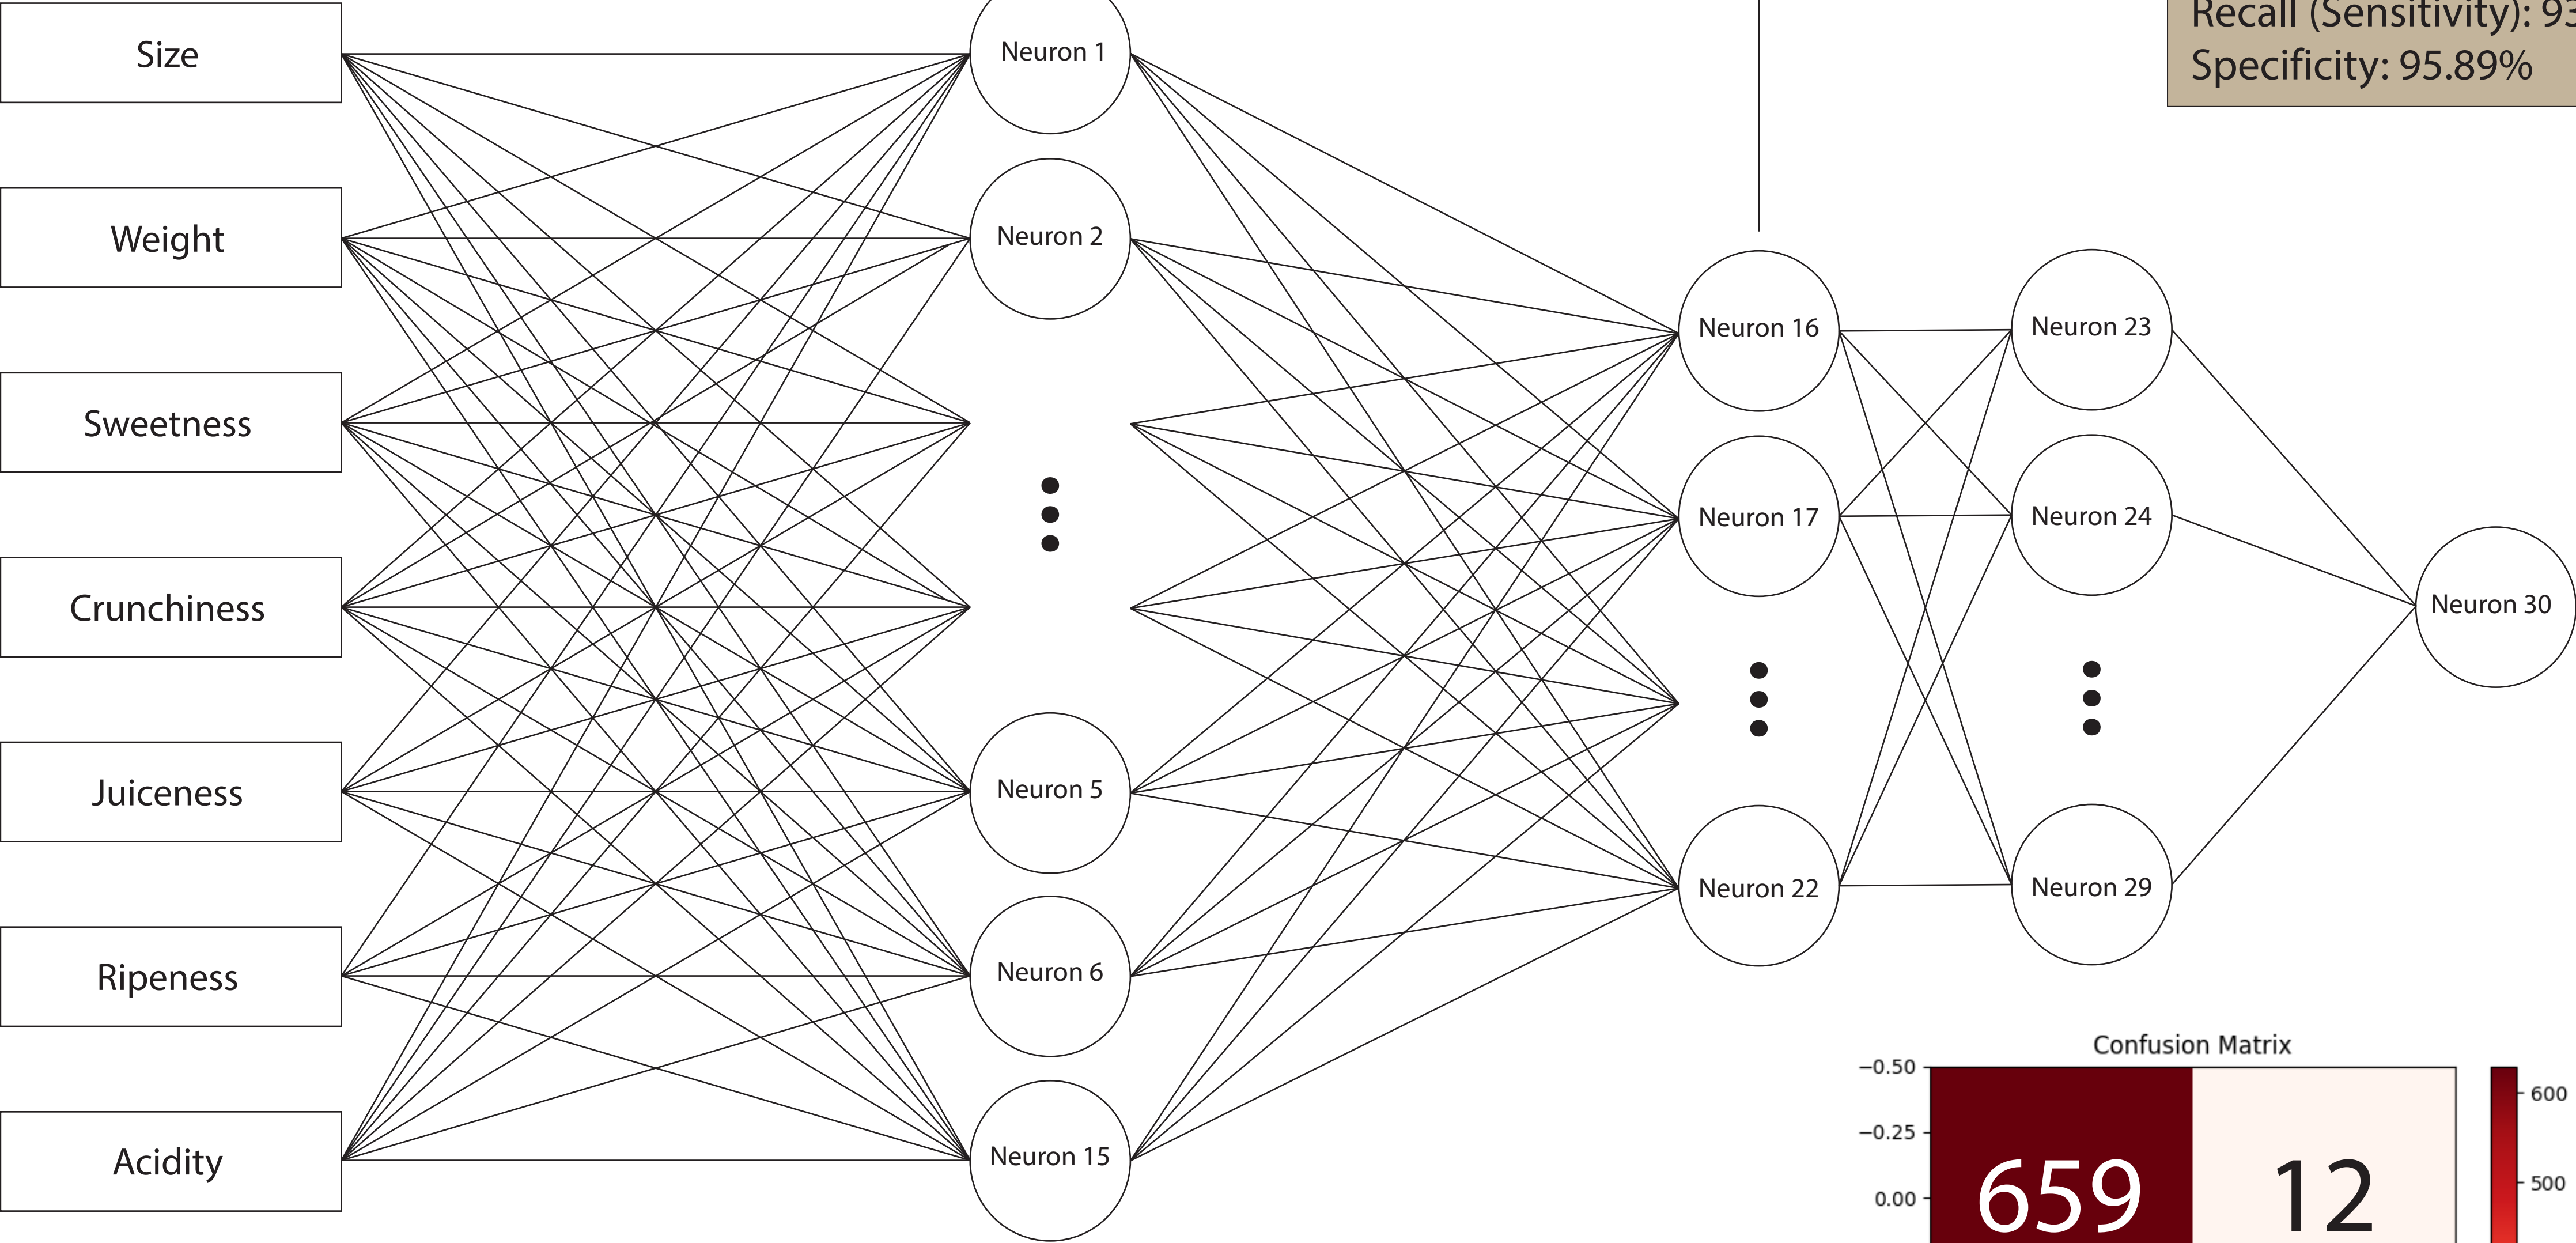 Recall (Sensitivity): 93
Specificity: 95.89%
Size
Weight
Sweetness
Crunchiness
Juiceness
Ripeness
Acidity
Neuron 1
Neuron 2
Neuron 5
Neuron 6
Neuron 15
Neuron 16
Neuron 17
Neuron 22
Neuron 23
Neuron 24
Neuron 29
Neuron 30
Confusion Matrix
−0.50
−0.25
0.00
659
12
600
500